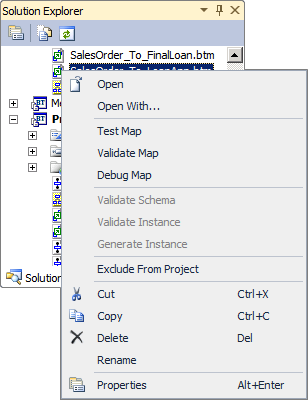 Solution Explorer
SalesOrder_To_FinalLoan.btm
Open
Open With...
Test Map
Validate Map
Debug Map
Validate Schema
Validate Instance
Generate Instance
Exclude From Project
Cut Ctrl+X
Copy Ctrl+C
Delete Del
Rename
Properties Alt+Enter